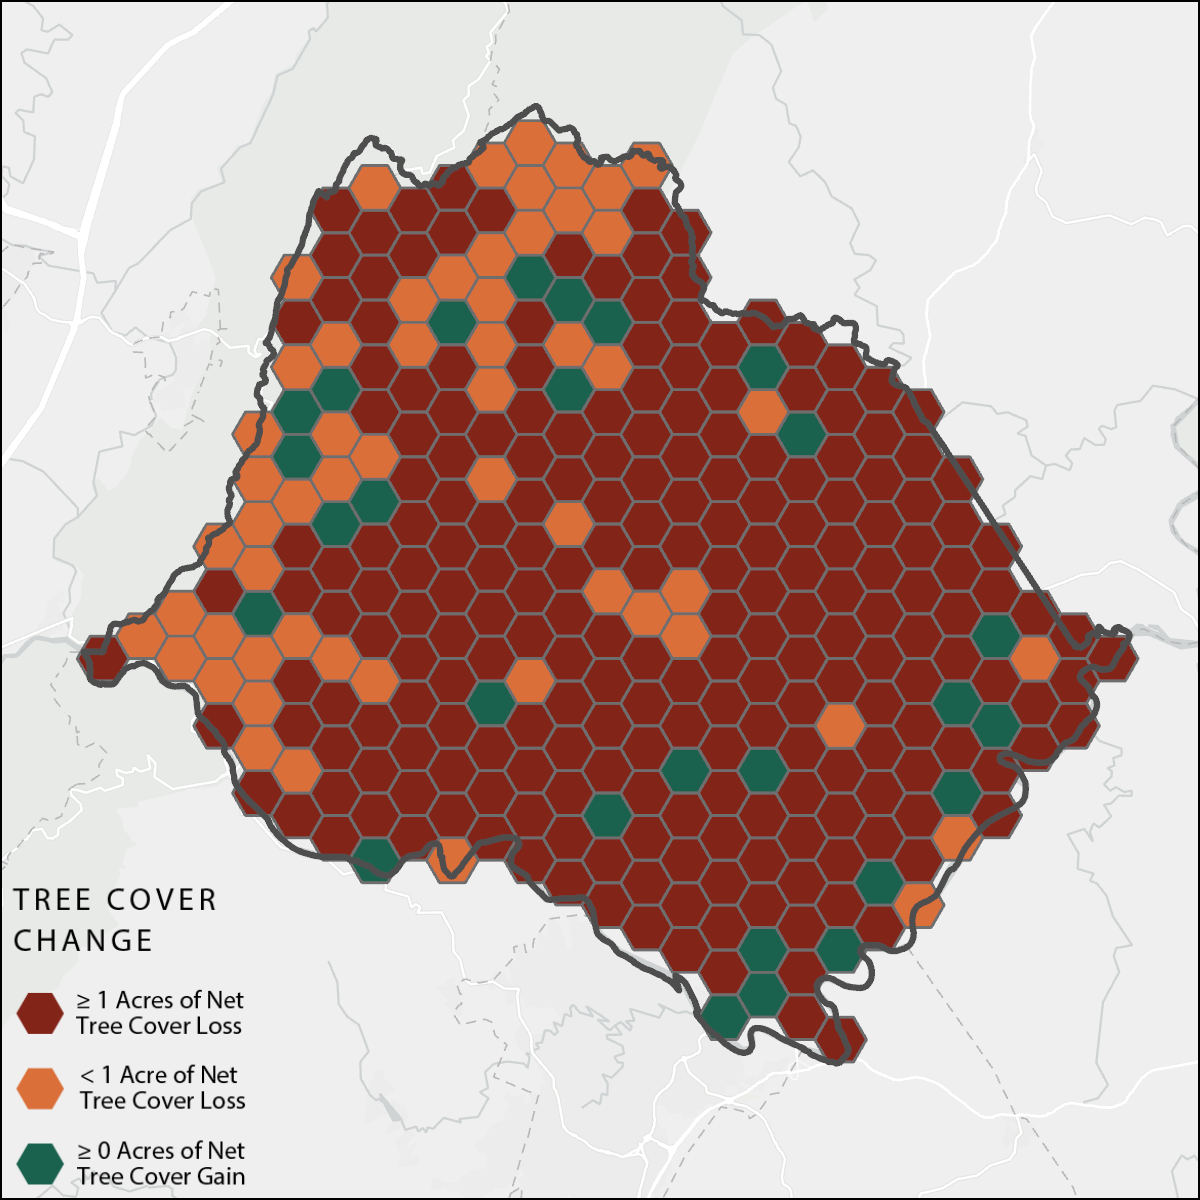 TREE COVER
CHANGE
≥ 1 Acres of Net
Tree Cover Loss
< 1 Acre of Net
Tree Cover Loss
≥ 0 Acres of Net
Tree Cover Gain